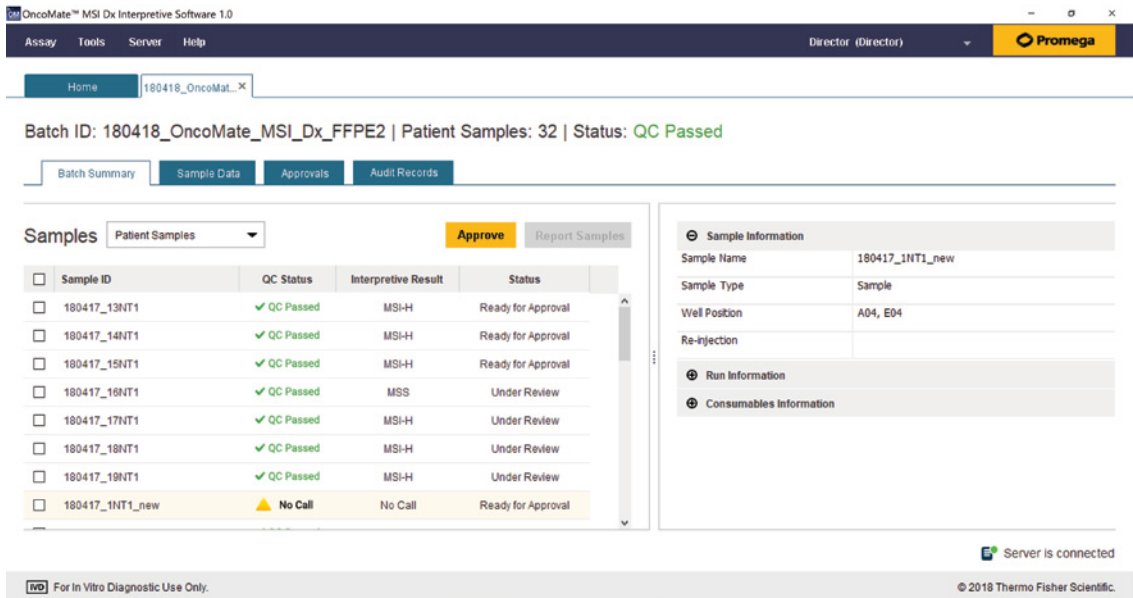 OncoMate™ MSI Dx Interpretive Software 1.0
Assay Tools Server Help Director (Director) Promega
Home 180418_OncoMat...
Batch ID: 180418_OncoMate_MSI_Dx_FFPE2 | Patient Samples: 32 | Status: QC Passed
Batch Summary Sample Data Approvals Audit Records
Samples Patient Samples Approve Report Samples
Sample ID QC Status Interpretive Result Status
180417_13NT1 QC Passed MSI-H Ready for Approval
180417_14NT1 QC Passed MSI-H Ready for Approval
180417_15NT1 QC Passed MSI-H Ready for Approval
180417_16NT1 QC Passed MSS Under Review
180417_17NT1 QC Passed MSI-H Under Review
180417_18NT1 QC Passed MSI-H Under Review
180417_19NT1 QC Passed MSI-H Under Review
180417_1NT1_new No Call No Call Ready for Approval
Sample Information
Sample Name 180417_1NT1_new
Sample Type Sample
Well Position A04, E04
Re-injection
Run Information
Consumables Information
Server is connected
IVD For In Vitro Diagnostic Use Only. © 2018 Thermo Fisher Scientific.